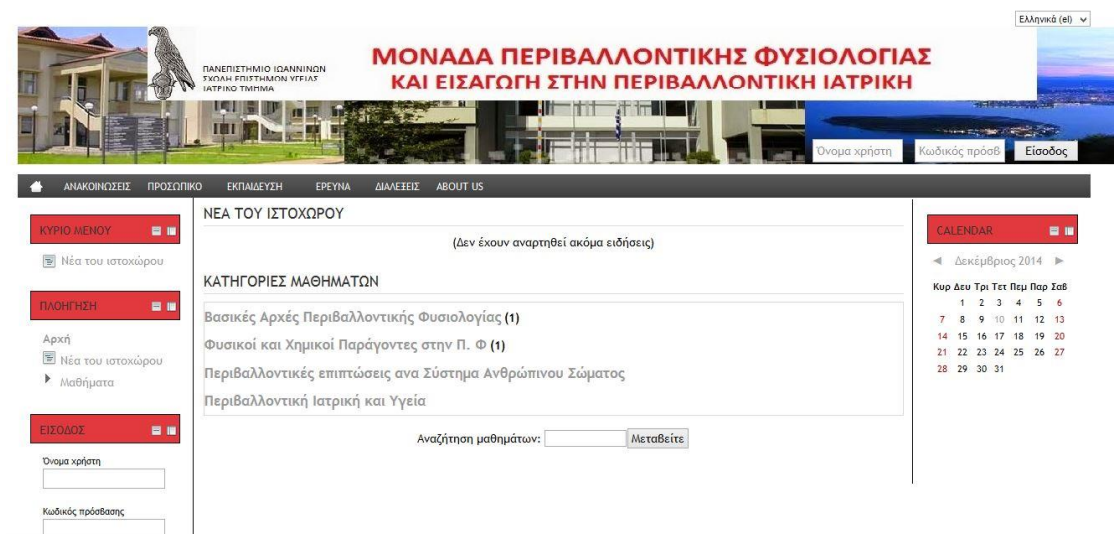 Ελληνικά (el)
ΠΑΝΕΠΙΣΤΗΜΙΟ ΙΩΑΝΝΙΝΩΝ
ΣΧΟΛΗ ΕΠΙΣΤΗΜΩΝ ΥΓΕΙΑΣ
ΙΑΤΡΙΚΟ ΤΜΗΜΑ
ΜΟΝΑΔΑ ΠΕΡΙΒΑΛΛΟΝΤΙΚΗΣ ΦΥΣΙΟΛΟΓΙΑΣ
ΚΑΙ ΕΙΣΑΓΩΓΗ ΣΤΗΝ ΠΕΡΙΒΑΛΛΟΝΤΙΚΗ ΙΑΤΡΙΚΗ
Όνομα χρήστη Κωδικός πρόσβ Είσοδος
ΑΝΑΚΟΙΝΩΣΕΙΣ ΠΡΟΣΩΠΙΚΟ ΕΚΠΑΙΔΕΥΣΗ ΕΡΕΥΝΑ ΔΙΑΛΕΞΕΙΣ ABOUT US
ΚΥΡΙΟ ΜΕΝΟΥ
Νέα του ιστοχώρου
ΠΛΟΗΓΗΣΗ
Αρχή
Νέα του ιστοχώρου
Μαθήματα
ΕΙΣΟΔΟΣ
Όνομα χρήστη
Κωδικός πρόσβασης
ΝΕΑ ΤΟΥ ΙΣΤΟΧΩΡΟΥ
(Δεν έχουν αναρτηθεί ακόμα ειδήσεις)
ΚΑΤΗΓΟΡΙΕΣ ΜΑΘΗΜΑΤΩΝ
Βασικές Αρχές Περιβαλλοντικής Φυσιολογίας (1)
Φυσικοί και Χημικοί Παράγοντες στην Π. Φ (1)
Περιβαλλοντικές επιπτώσεις ανα Σύστημα Ανθρώπινου Σώματος
Περιβαλλοντική Ιατρική και Υγεία
Αναζήτηση μαθημάτων: Μεταβείτε
CALENDAR
◄ Δεκέμβριος 2014 ►
Κυρ Δευ Τρι Τετ Πεμ Παρ Σαβ
1 2 3 4 5 6
7 8 9 10 11 12 13
14 15 16 17 18 19 20
21 22 23 24 25 26 27
28 29 30 31